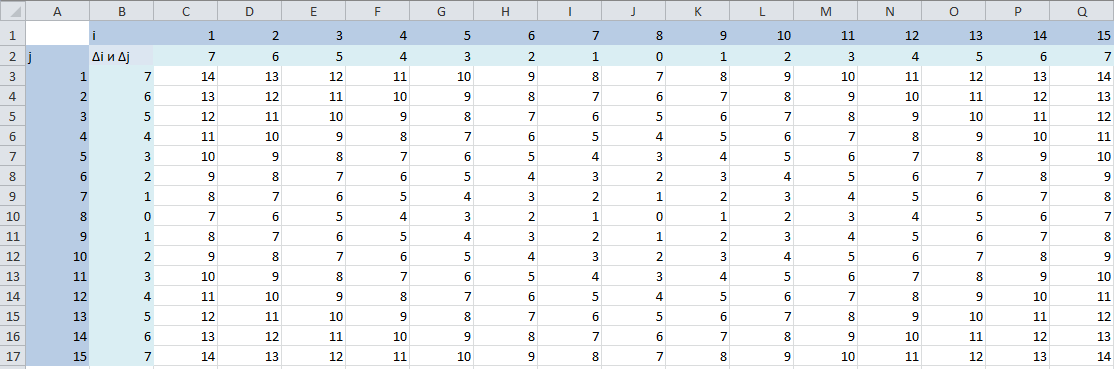 A B C D E F G H I J K L M N O P Q
1 i 1 2 3 4 5 6 7 8 9 10 11 12 13 14 15
2 j Δi и Δj 7 6 5 4 3 2 1 0 1 2 3 4 5 6 7
3 1 7 14 13 12 11 10 9 8 7 8 9 10 11 12 13 14
4 2 6 13 12 11 10 9 8 7 6 7 8 9 10 11 12 13
5 3 5 12 11 10 9 8 7 6 5 6 7 8 9 10 11 12
6 4 4 11 10 9 8 7 6 5 4 5 6 7 8 9 10 11
7 5 3 10 9 8 7 6 5 4 3 4 5 6 7 8 9 10
8 6 2 9 8 7 6 5 4 3 2 3 4 5 6 7 8 9
9 7 1 8 7 6 5 4 3 2 1 2 3 4 5 6 7 8
10 8 0 7 6 5 4 3 2 1 0 1 2 3 4 5 6 7
11 9 1 8 7 6 5 4 3 2 1 2 3 4 5 6 7 8
12 10 2 9 8 7 6 5 4 3 2 3 4 5 6 7 8 9
13 11 3 10 9 8 7 6 5 4 3 4 5 6 7 8 9 10
14 12 4 11 10 9 8 7 6 5 4 5 6 7 8 9 10 11
15 13 5 12 11 10 9 8 7 6 5 6 7 8 9 10 11 12
16 14 6 13 12 11 10 9 8 7 6 7 8 9 10 11 12 13
17 15 7 14 13 12 11 10 9 8 7 8 9 10 11 12 13 14